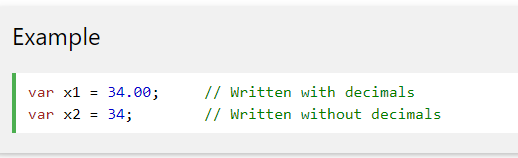 Example
var x1 = 34.00;      // Written with decimals
var x2 = 34;         // Written without decimals